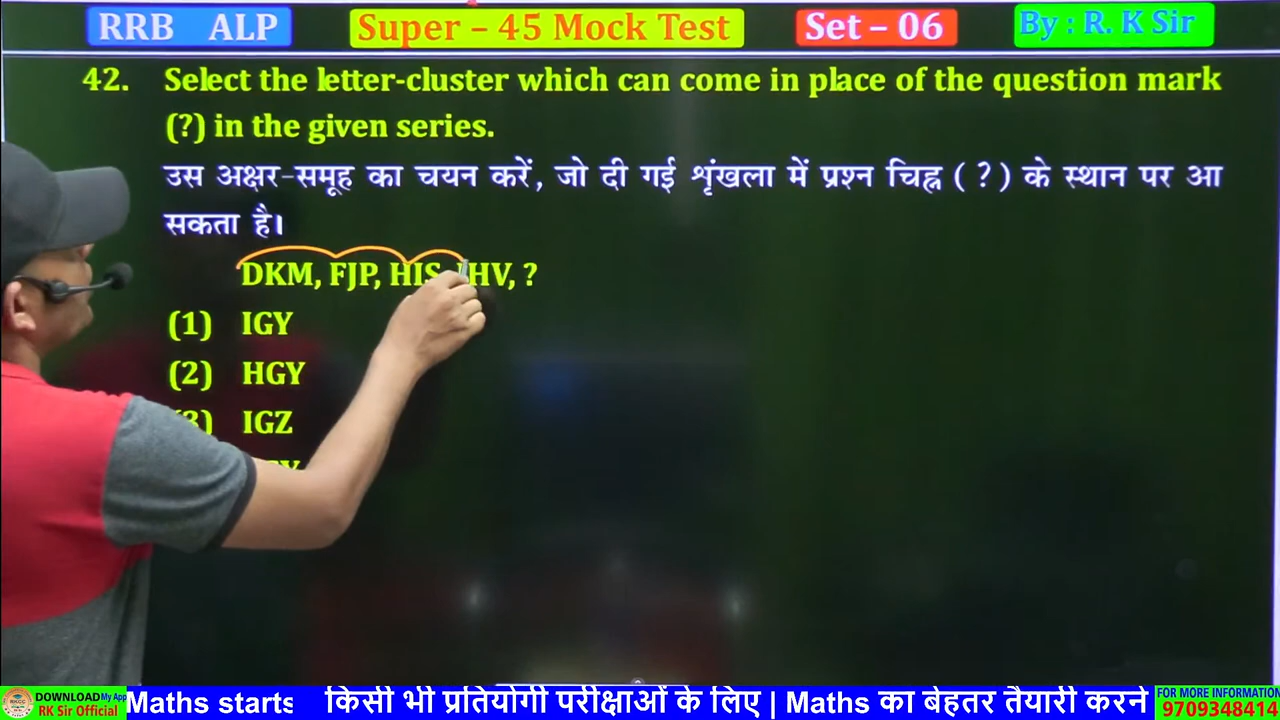 RRB ALP
Super – 45 Mock Test
Set – 06
By : R. K Sir
42. Select the letter-cluster which can come in place of the question mark
(?) in the given series.
उस अक्षर-समूह का चयन करें, जो दी गई शृंखला में प्रश्न चिह्न ( ? ) के स्थान पर आ
सकता है।
DKM, FJP, HIS HV, ?
(1) IGY
(2) HGY
(3) IGZ
DOWNLOAD My App
RK Sir Official
Maths starts किसी भी प्रतियोगी परीक्षाओं के लिए | Maths का बेहतर तैयारी करने
FOR MORE INFORMATION
9709348414